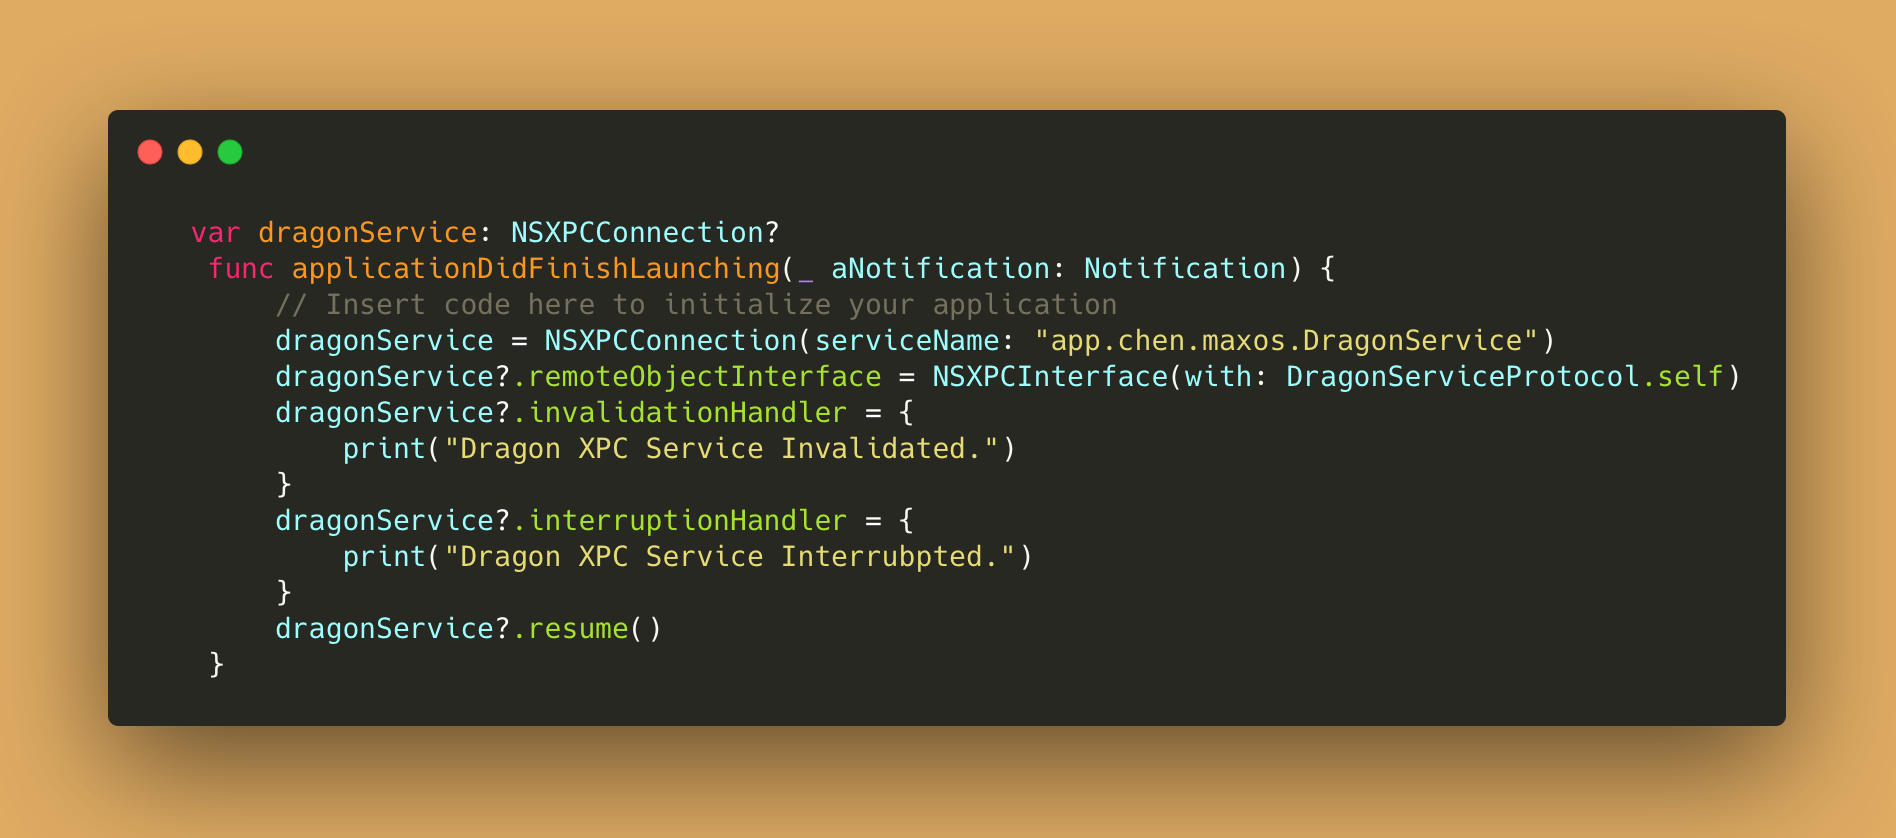 var dragonService: NSXPCConnection?
func applicationDidFinishLaunching(_ aNotification: Notification) {
// Insert code here to initialize your application
dragonService = NSXPCConnection(serviceName: "app.chen.maxos.DragonService")
dragonService?.remoteObjectInterface = NSXPCInterface(with: DragonServiceProtocol.self)
dragonService?.invalidationHandler = {
print("Dragon XPC Service Invalidated.")
}
dragonService?.interruptionHandler = {
print("Dragon XPC Service Interrubpted.")
}
dragonService?.resume()
}